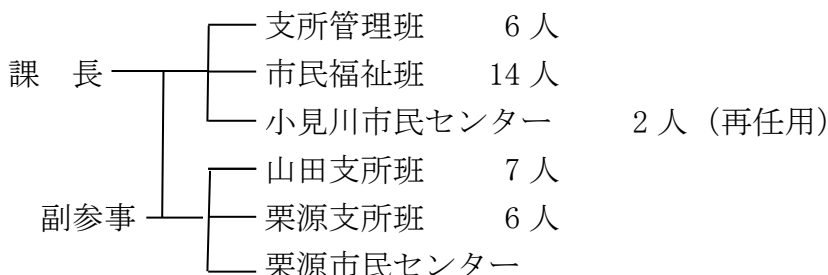 支所管理班 6人
課 長 市民福祉班 14人
小見川市民センター 2人（再任用）
山田支所班 7人
副参事 栗源支所班 6人
栗源市民センター